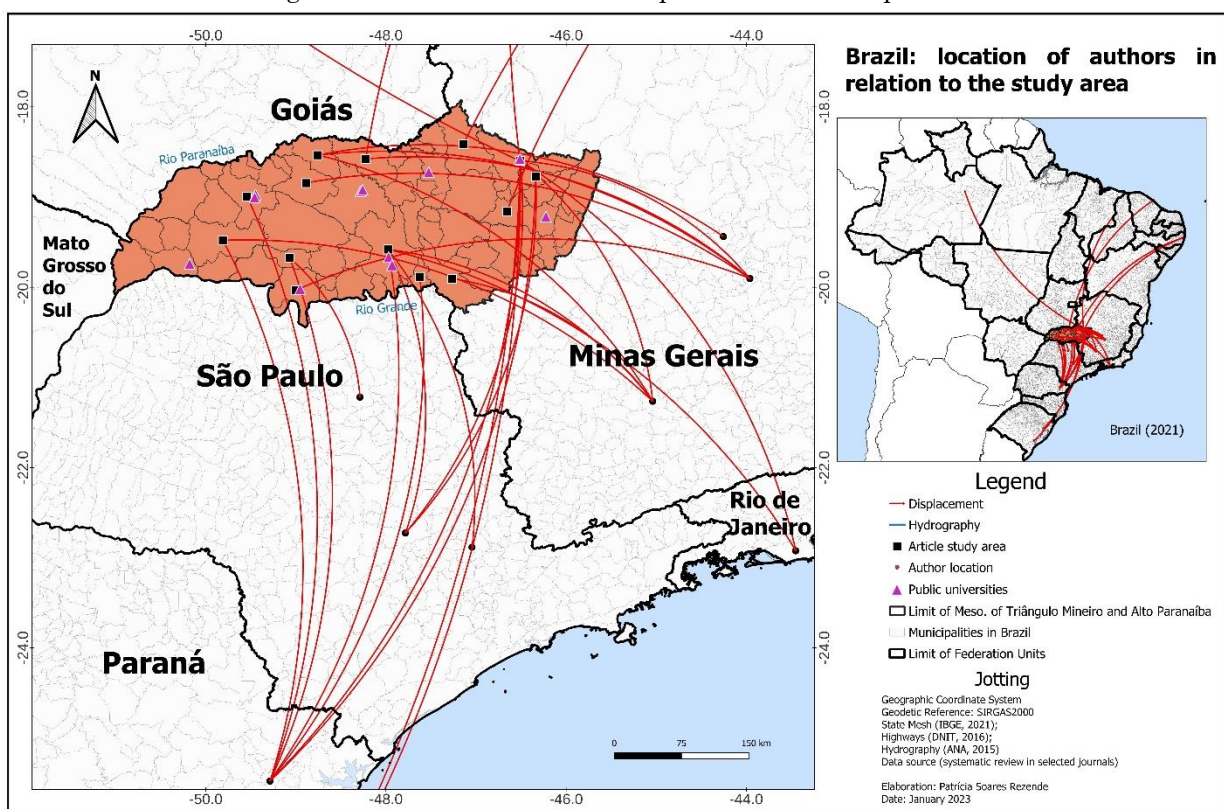 -50.0 -48.0 -46.0 -44.0
N
-18.0
Goiás
Rio Paranaíba
Mato
Grosso
do
Sul
-20.0
-20.0
Rio Grande
São Paulo
Minas Gerais
-22.0
-22.0
Rio de
Janeiro
Paraná
-24.0
-24.0
0 75 150 km
-50.0 -48.0 -46.0 -44.0
Brazil: location of authors in
relation to the study area
-18.0
Brazil (2021)
Legend
Displacement
Hydrography
Article study area
Author location
Public universities
Limit of Meso. of Triângulo Mineiro and Alto Paranaíba
Municipalities in Brazil
Limit of Federation Units
Jotting
Geographic Coordinate System
Geodetic Reference: SIRGAS2000
State Mesh (IBGE, 2021);
Highways (DNIT, 2016);
Hydrography (ANA, 2015)
Data source (systematic review in selected journals)
Elaboration: Patrícia Soares Rezende
Date: January 2023